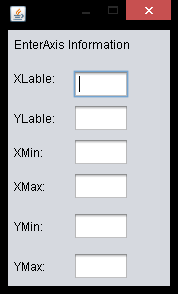 EnterAxis Information
XLable:
YLable:
XMin:
XMax:
YMin:
YMax: